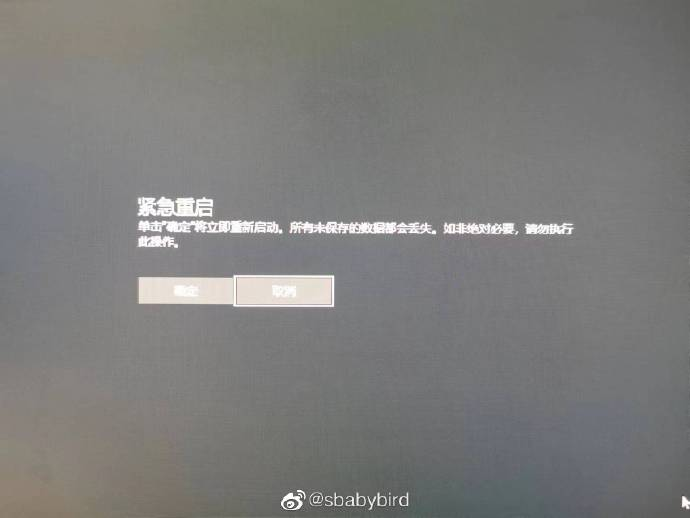 紧急重启
单击"确定"将立即重新启动。所有未保存的数据都会丢失。如非绝对必要，请勿执行
此操作。
确定
取消
@sbabybird